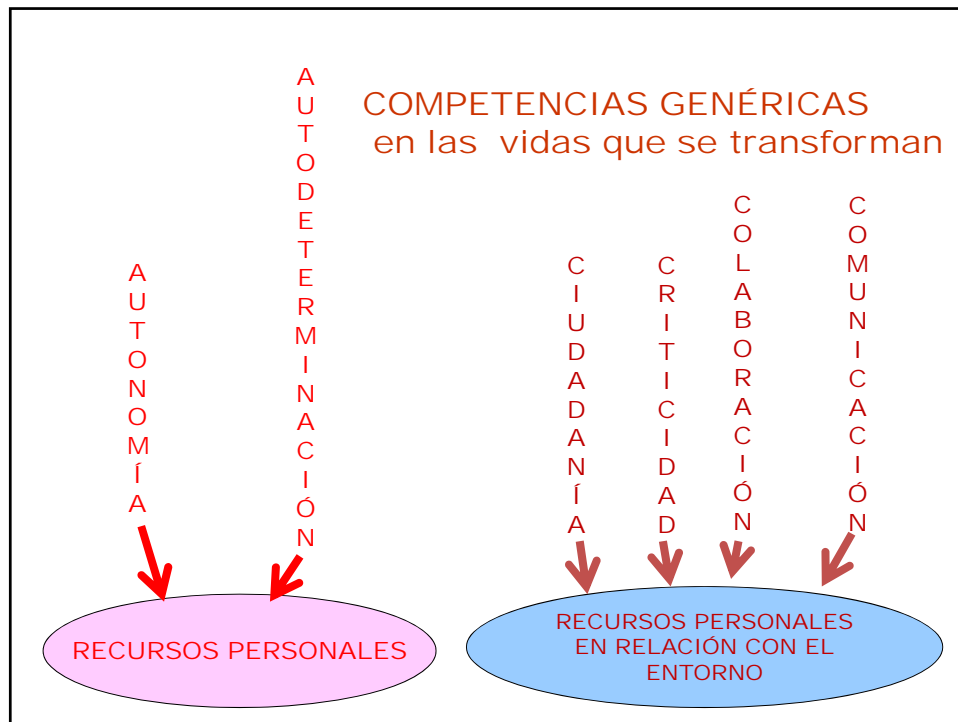 COMPETENCIAS GENÉRICAS
en las vidas que se transforman
AUTONOMÍA
AUTODETERMINACIÓN
CIUDADANÍA
CRITICIDAD
COLABORACIÓN
COMUNICACIÓN
RECURSOS PERSONALES
RECURSOS PERSONALES
EN RELACIÓN CON EL
ENTORNO